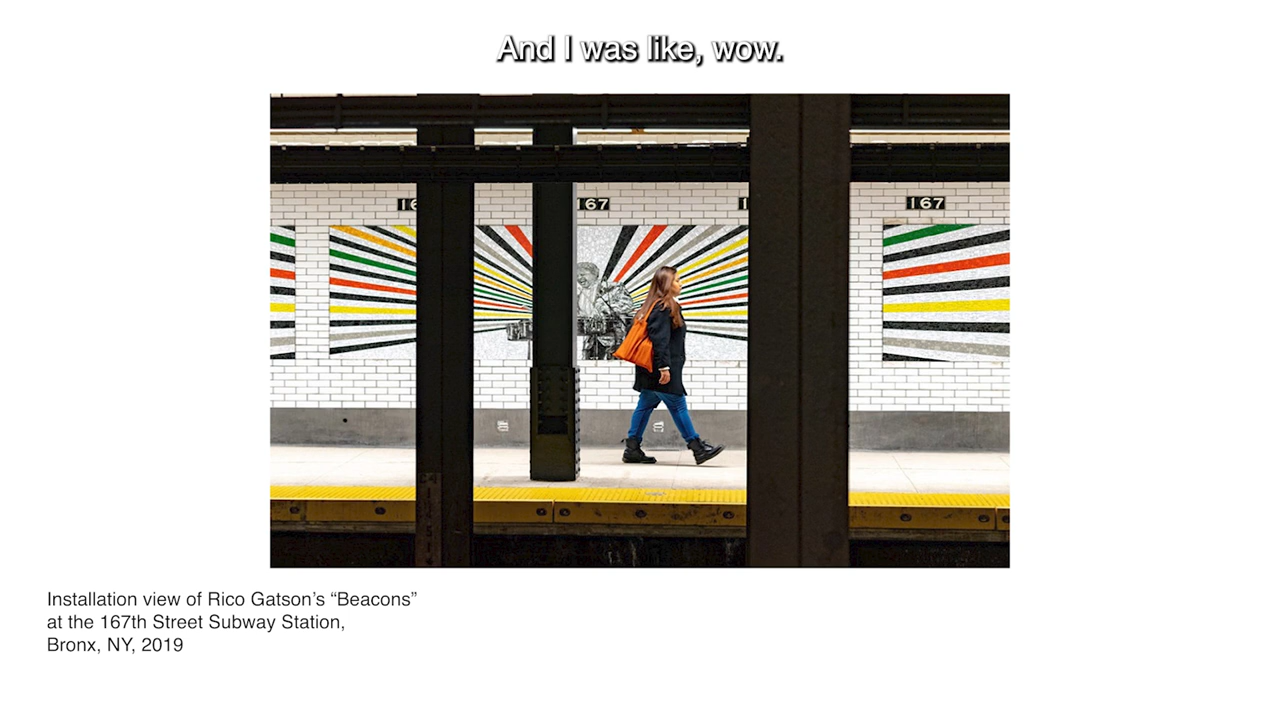 And I was like, wow.
167
167
Installation view of Rico Gatson's “Beacons”
at the 167th Street Subway Station,
Bronx, NY, 2019